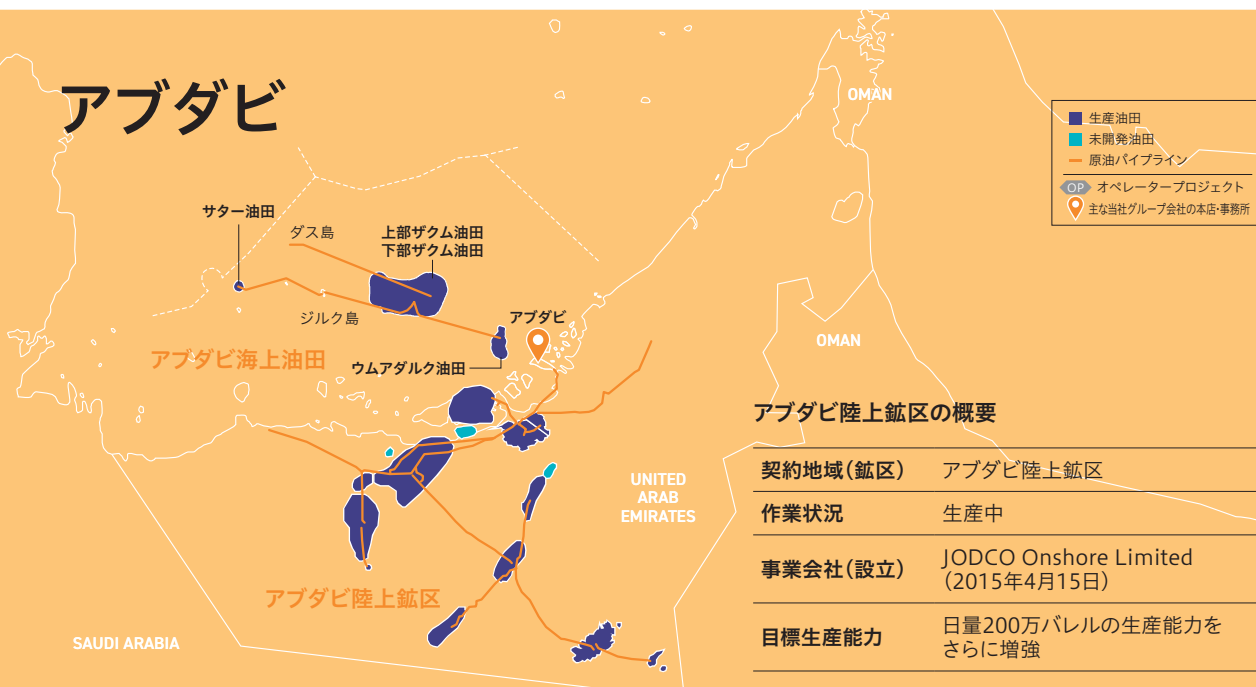 アブダビ
OMAN
生産油田
未開発油田
原油パイプライン
OP オペレータープロジェクト
主な当社グループ会社の本店・事務所
サター油田
ダス島
上部ザクム油田
下部ザクム油田
ジルク島
アブダビ
OMAN
アブダビ海上油田
ウムアダルク油田
UNITED
ARAB
EMIRATES
アブダビ陸上鉱区
SAUDI ARABIA
アブダビ陸上鉱区の概要
契約地域(鉱区) アブダビ陸上鉱区
作業状況 生産中
事業会社(設立) JODCO Onshore Limited
(2015年4月15日)
目標生産能力 日量200万バレルの生産能力を
さらに増強